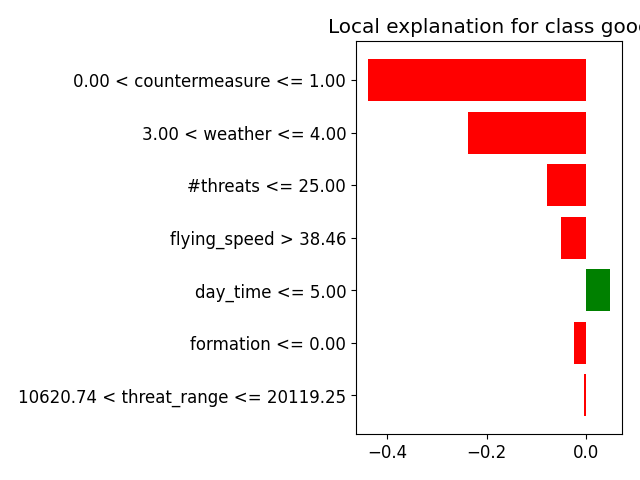 Local explanation for class goo
0.00 < countermeasure <= 1.00
3.00 < weather <= 4.00
#threats <= 25.00
flying_speed > 38.46
day_time <= 5.00
formation <= 0.00
10620.74 < threat_range <= 20119.25
−0.4 −0.2 0.0